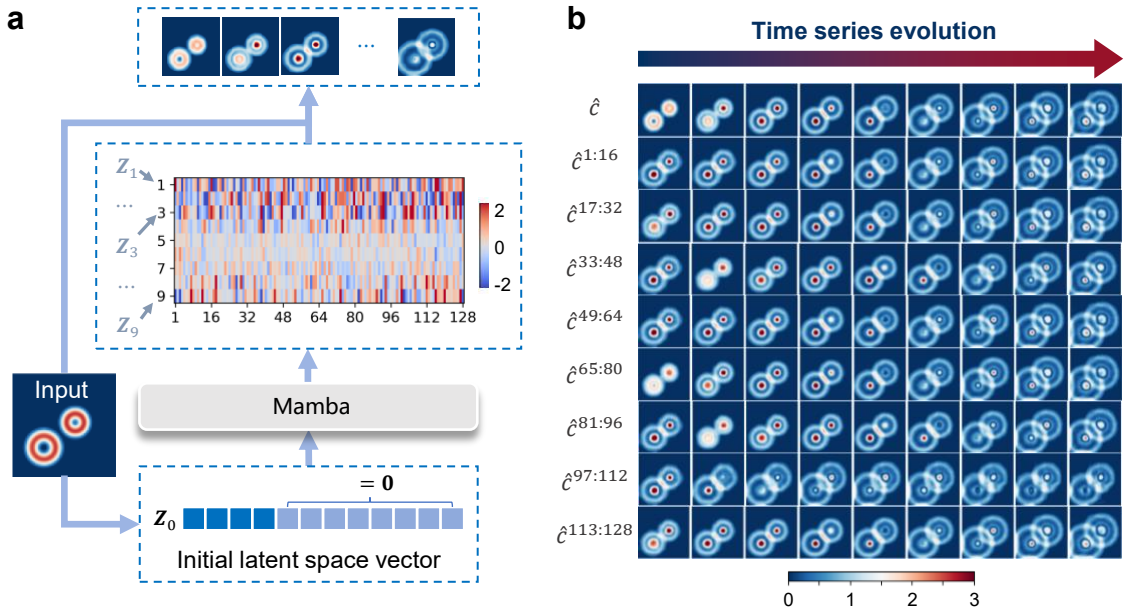 a
...
z₁
...
z₃
...
z₉
1
3
5
7
9
1 16 32 48 64 80 96 112 128
2
0
-2
Input
Mamba
= 0
z₀
Initial latent space vector
b
Time series evolution
ĉ
ĉ¹:¹⁶
ĉ¹⁷:³²
ĉ³³:⁴⁸
ĉ⁴⁹:⁶⁴
ĉ⁶⁵:⁸⁰
ĉ⁸¹:⁹⁶
ĉ⁹⁷:¹¹²
ĉ¹¹³:¹²⁸
0 1 2 3